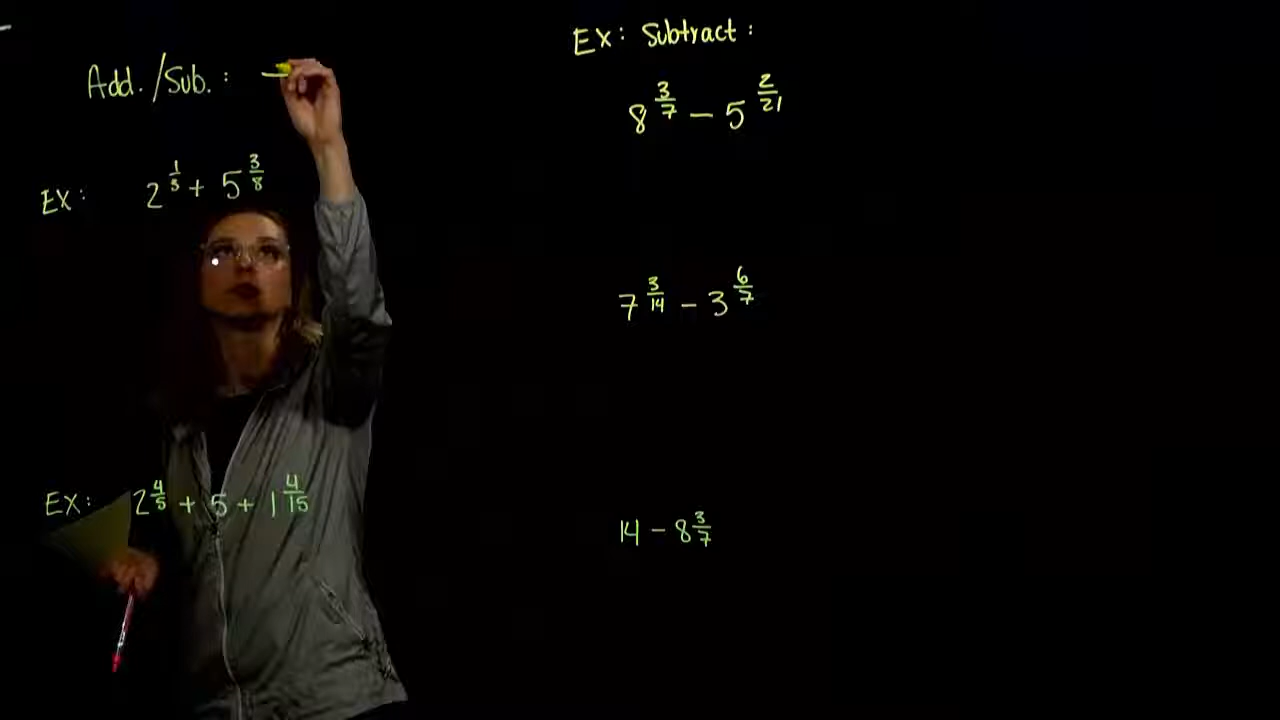 Add./Sub.:
EX: 2 1/3 + 5 3/8
EX: 2 4/5 + 5 + 1 4/15
EX: Subtract:
8 3/7 − 5 2/21
7 3/14 − 3 6/7
14 − 8 3/7